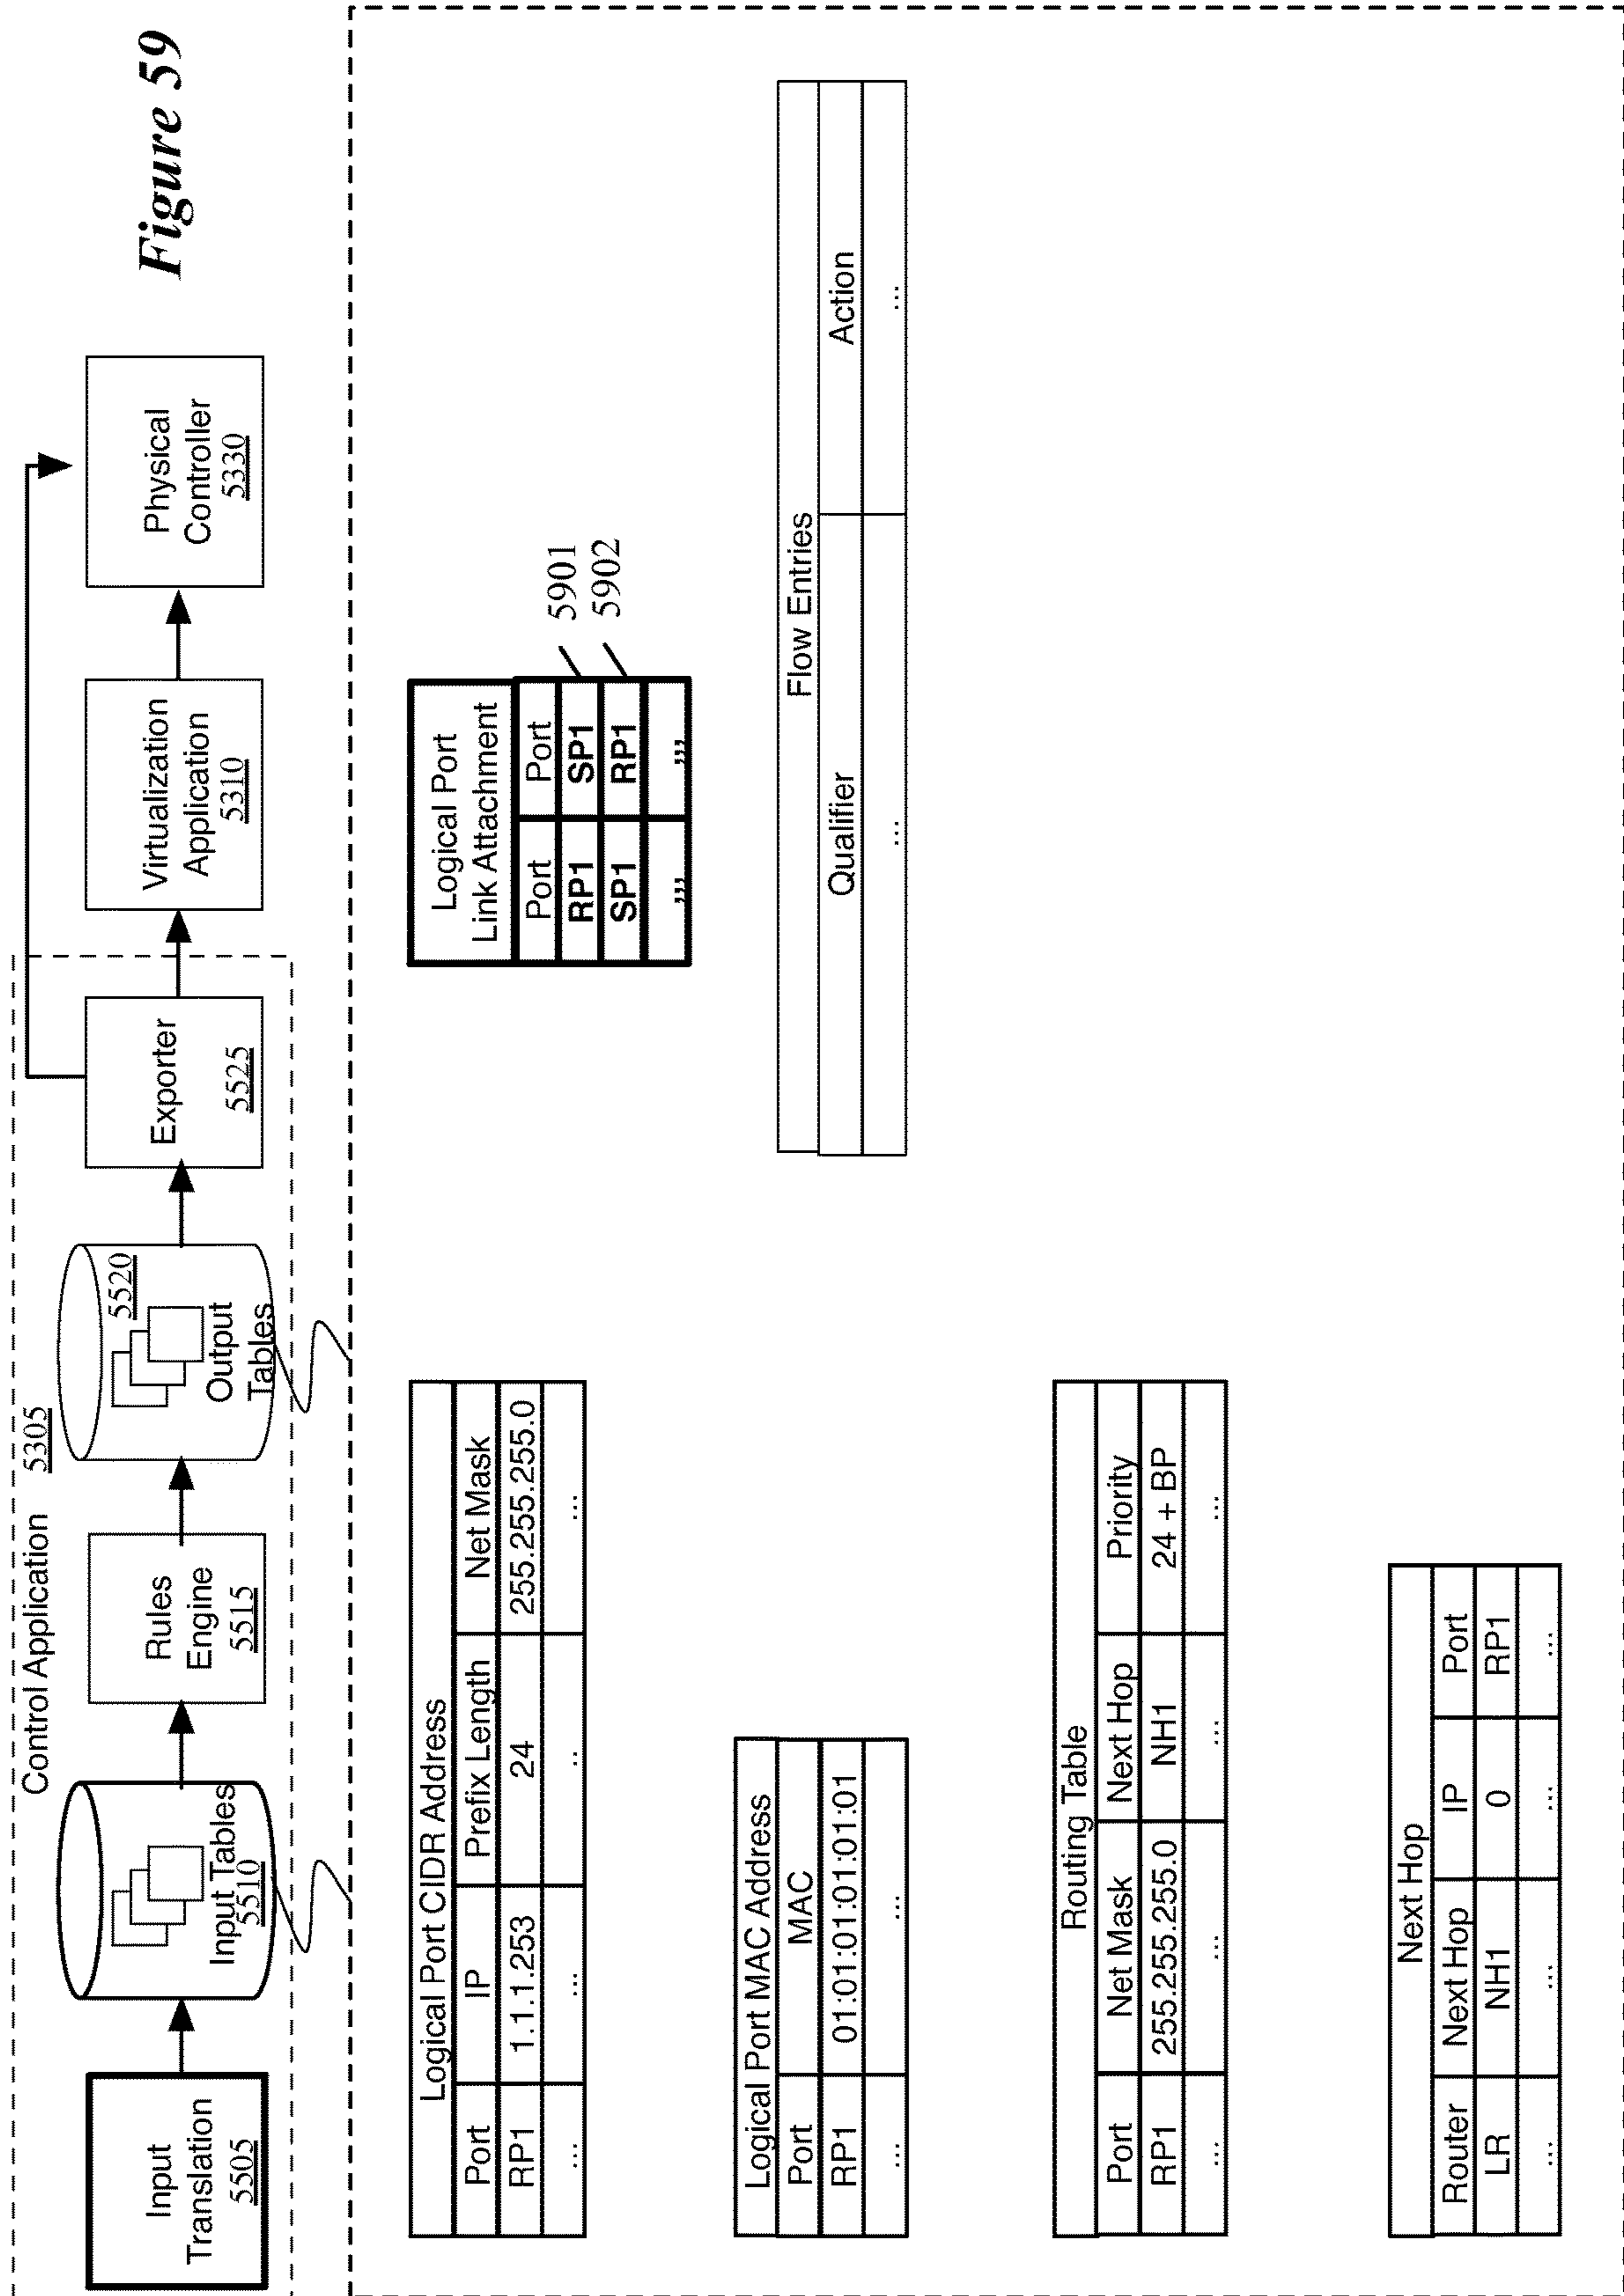 Figure 59
Control Application
5305
Input
Translation
5505
Input Tables
5510
Rules
Engine
5515
5520
Output
Tables
Exporter
5525
Virtualization
Application
5310
Physical
Controller
5330
Logical Port CIDR Address
Port IP Prefix Length Net Mask
RP1 1.1.1.253 24 255.255.255.0
... ... .. ...
Logical Port
Link Attachment
Port Port
RP1 SP1
5901
SP1 RP1
5902
,,, ,,,
Logical Port MAC Address
Port MAC
RP1 01:01:01:01:01:01
... ...
Flow Entries
Qualifier Action
... ...
Routing Table
Port Net Mask Next Hop Priority
RP1 255.255.255.0 NH1 24 + BP
... ... ... ...
Next Hop
Router Next Hop IP Port
LR NH1 0 RP1
... ... ... ...